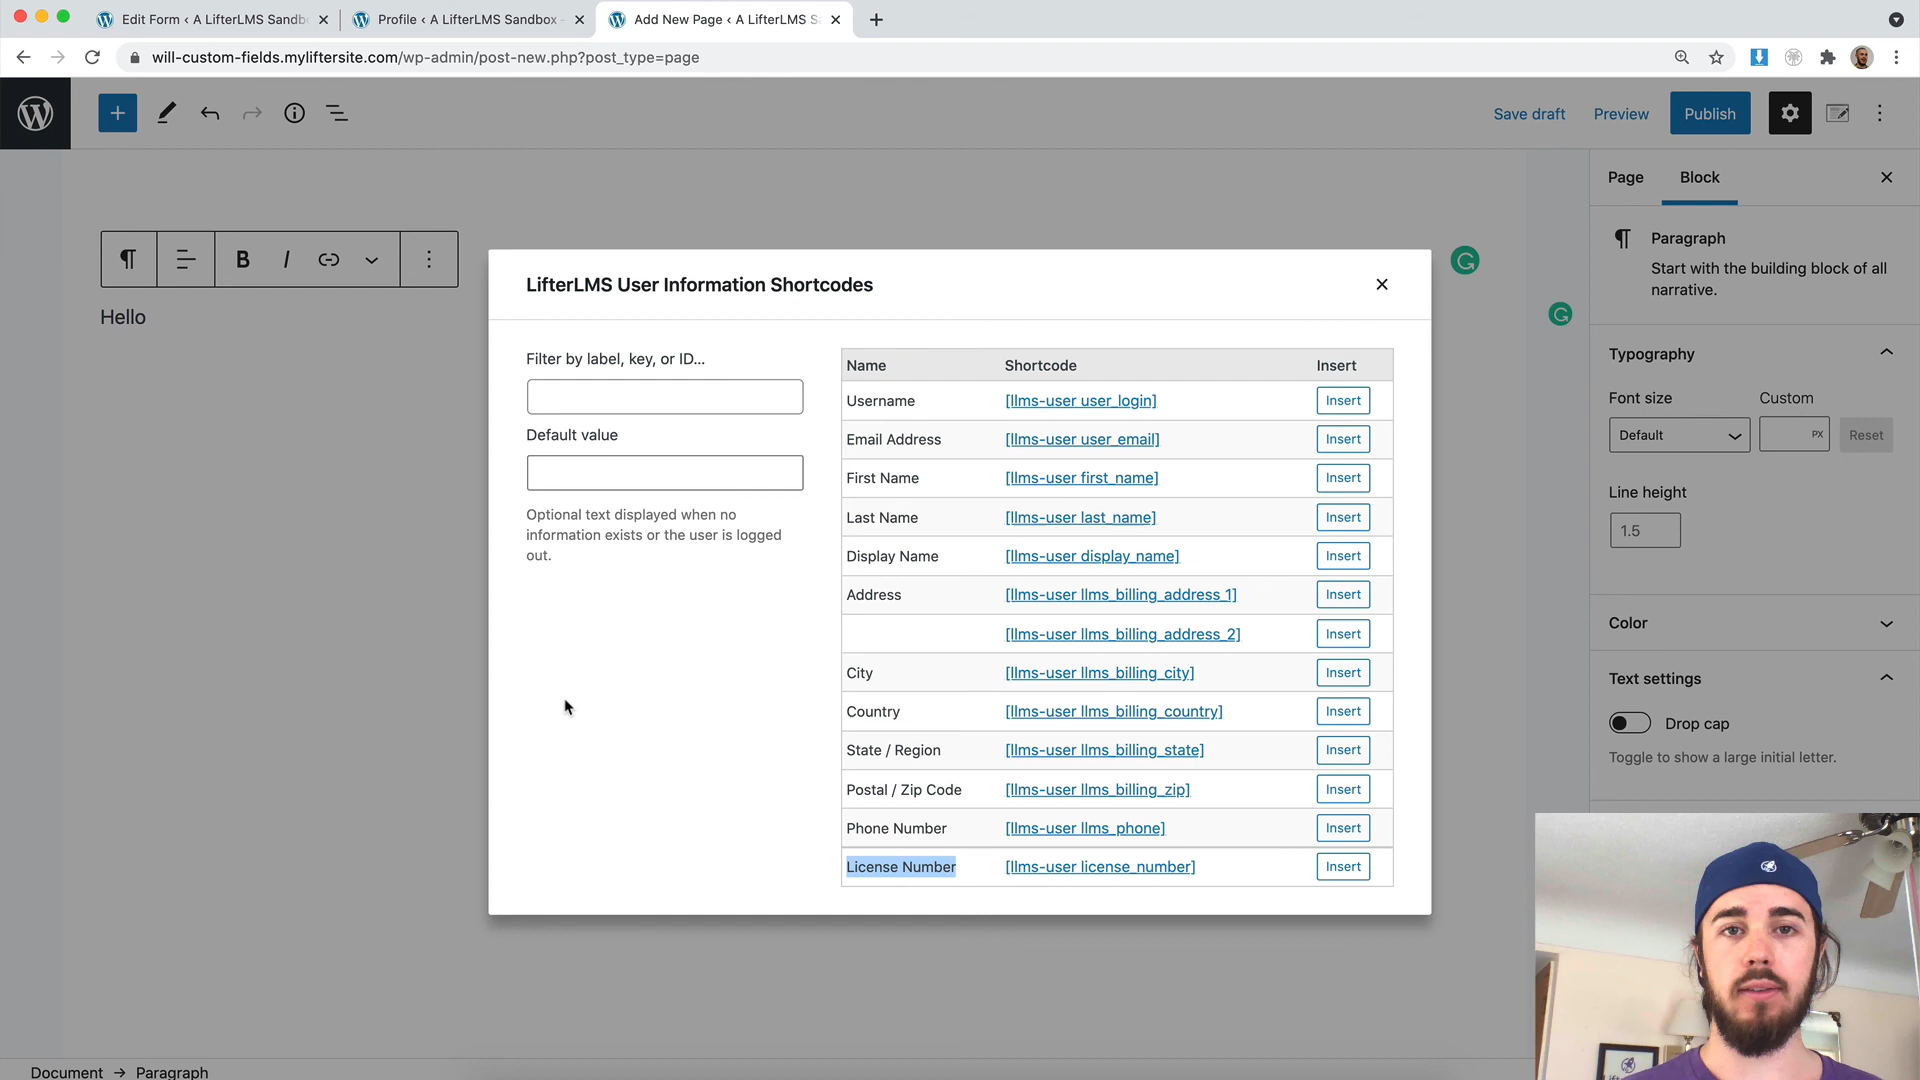 Edit Form ‹ A LifterLMS Sandb
Profile ‹ A LifterLMS Sandbox -
Add New Page ‹ A LifterLMS S
will-custom-fields.myliftersite.com/wp-admin/post-new.php?post_type=page
Save draft
Preview
Publish
B I
Hello
LifterLMS User Information Shortcodes
Filter by label, key, or ID...
Default value
Optional text displayed when no
information exists or the user is logged
out.
Name Shortcode Insert
Username [llms-user user_login] Insert
Email Address [llms-user user_email] Insert
First Name [llms-user first_name] Insert
Last Name [llms-user last_name] Insert
Display Name [llms-user display_name] Insert
Address [llms-user llms_billing_address_1] Insert
[llms-user llms_billing_address_2] Insert
City [llms-user llms_billing_city] Insert
Country [llms-user llms_billing_country] Insert
State / Region [llms-user llms_billing_state] Insert
Postal / Zip Code [llms-user llms_billing_zip] Insert
Phone Number [llms-user llms_phone] Insert
License Number [llms-user license_number] Insert
Page Block
Paragraph
Start with the building block of all
narrative.
Typography
Font size Custom
Default PX Reset
Line height
1.5
Color
Text settings
Drop cap
Toggle to show a large initial letter.
Document → Paragraph